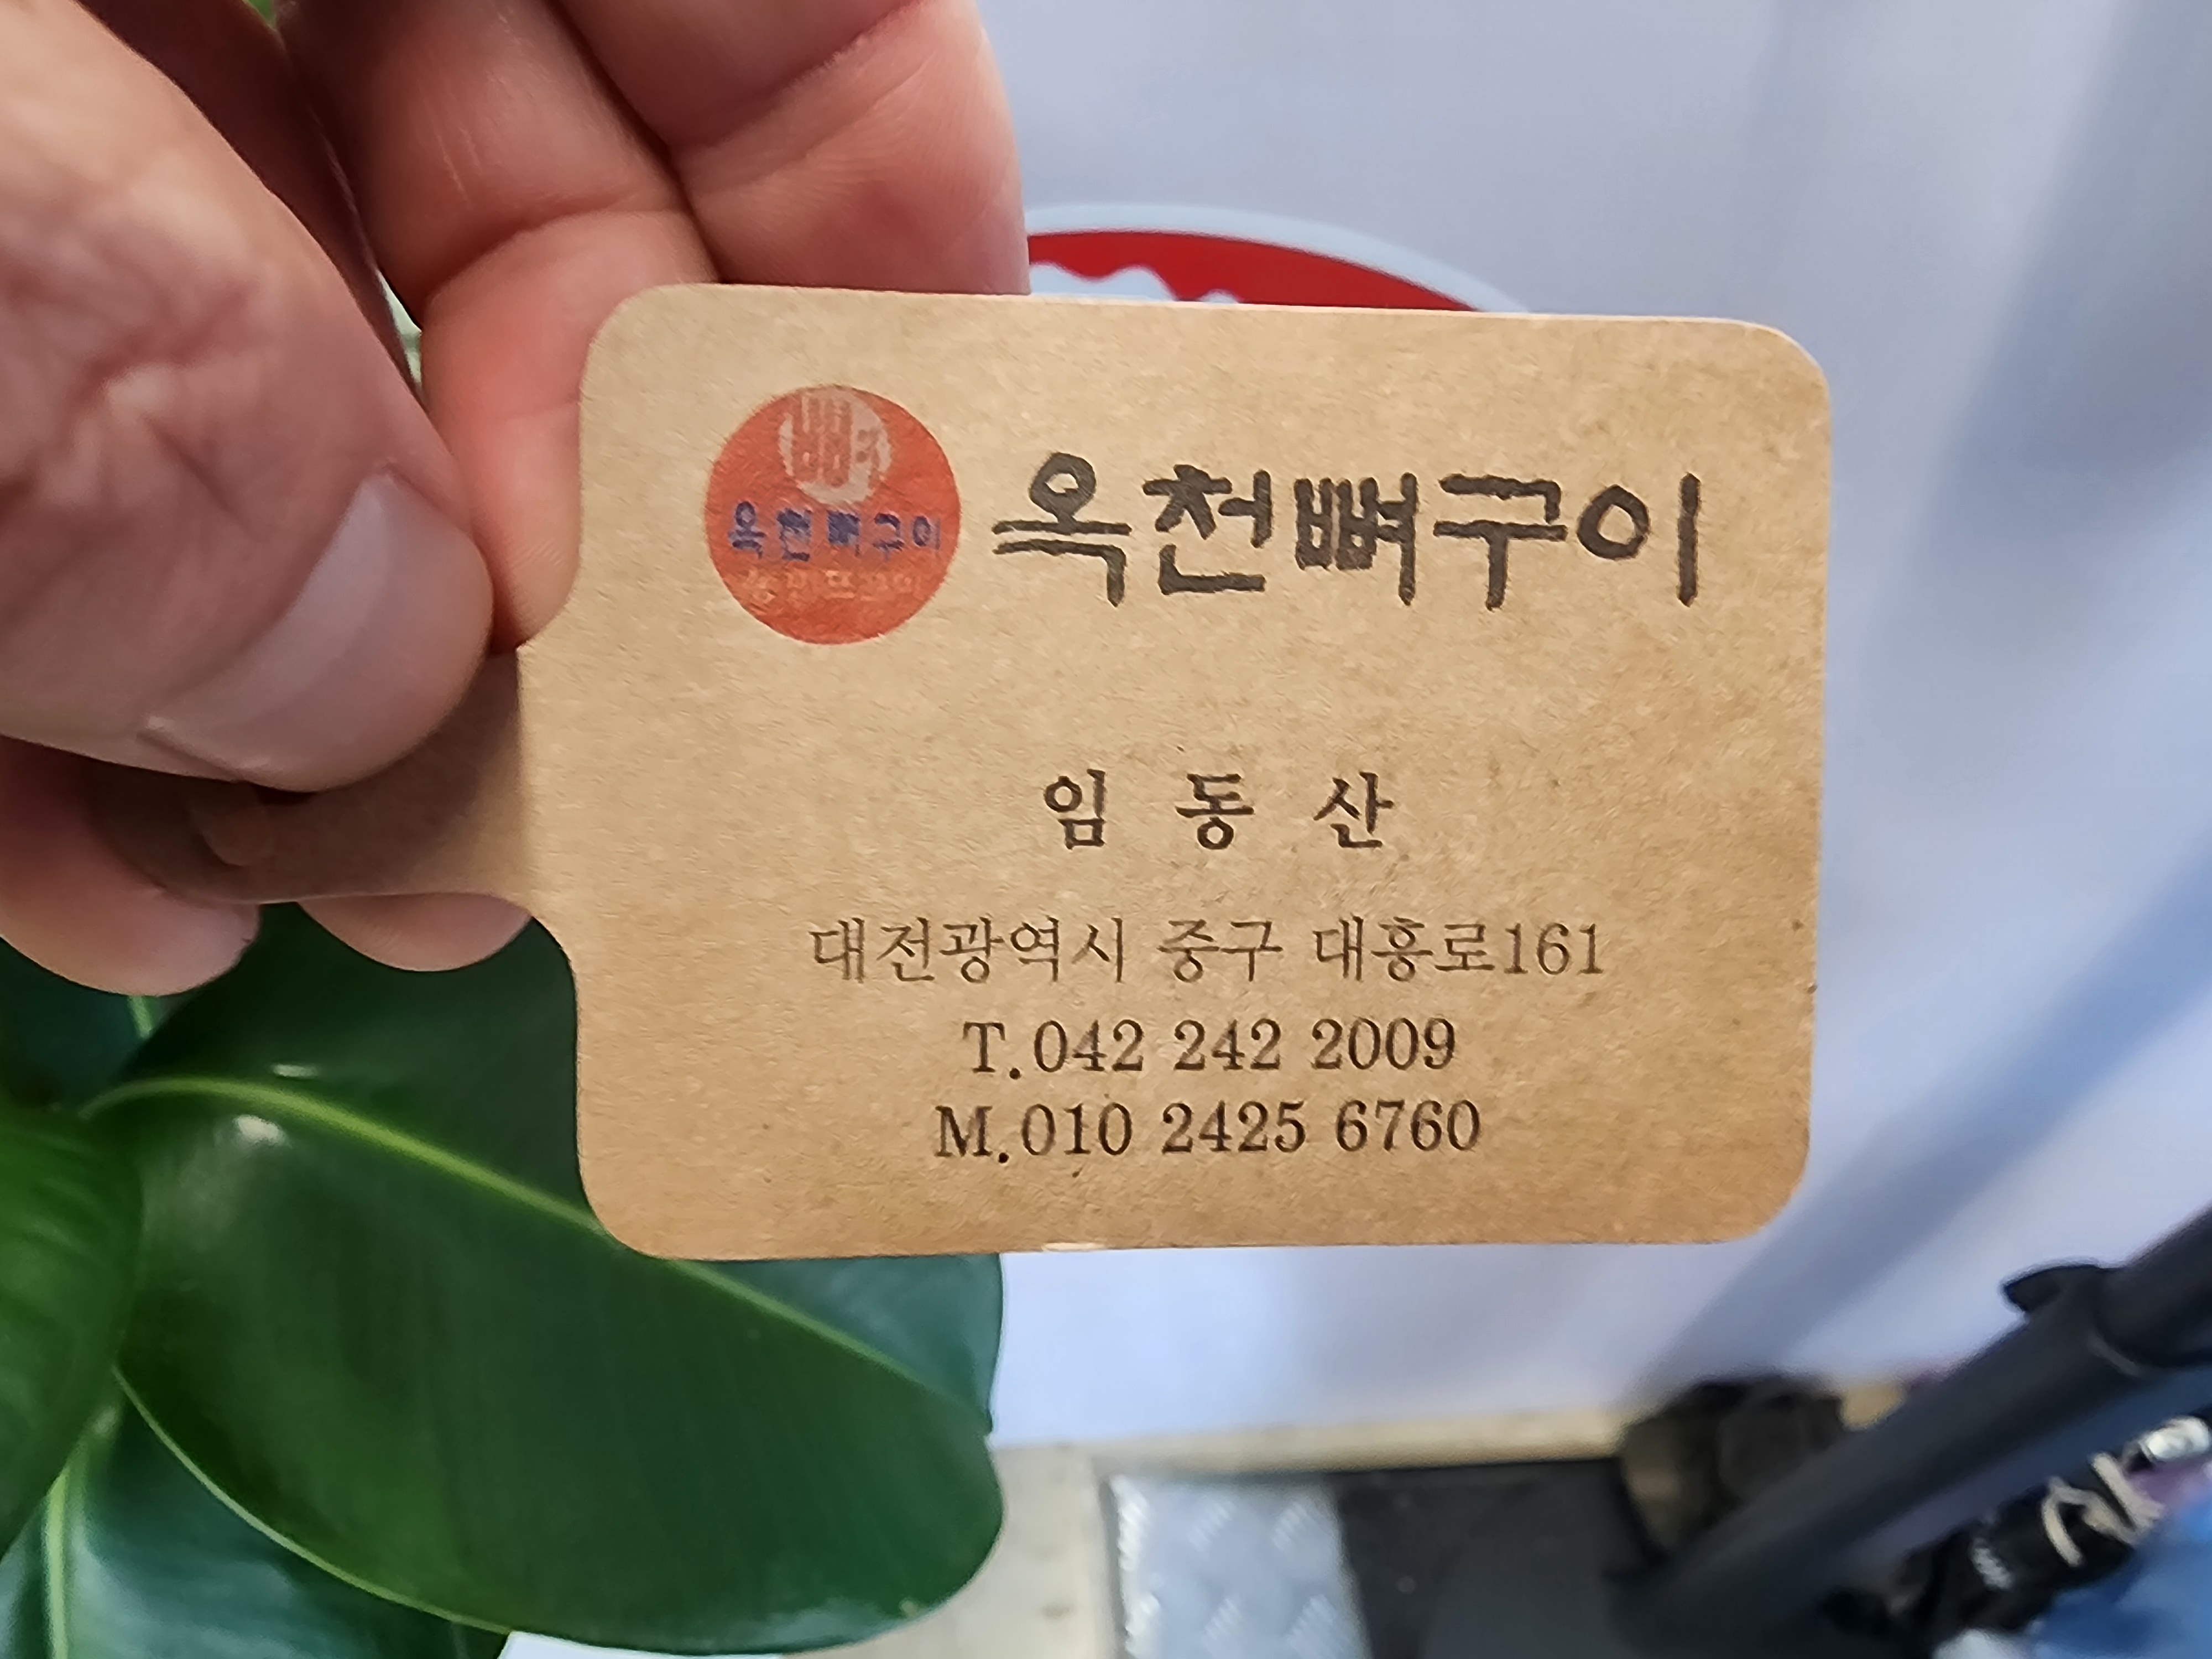 뼈
옥천뼈구이
옥천뼈구이
임 동 산
대전광역시 중구 대흥로161
T.042 242 2009
M.010 2425 6760